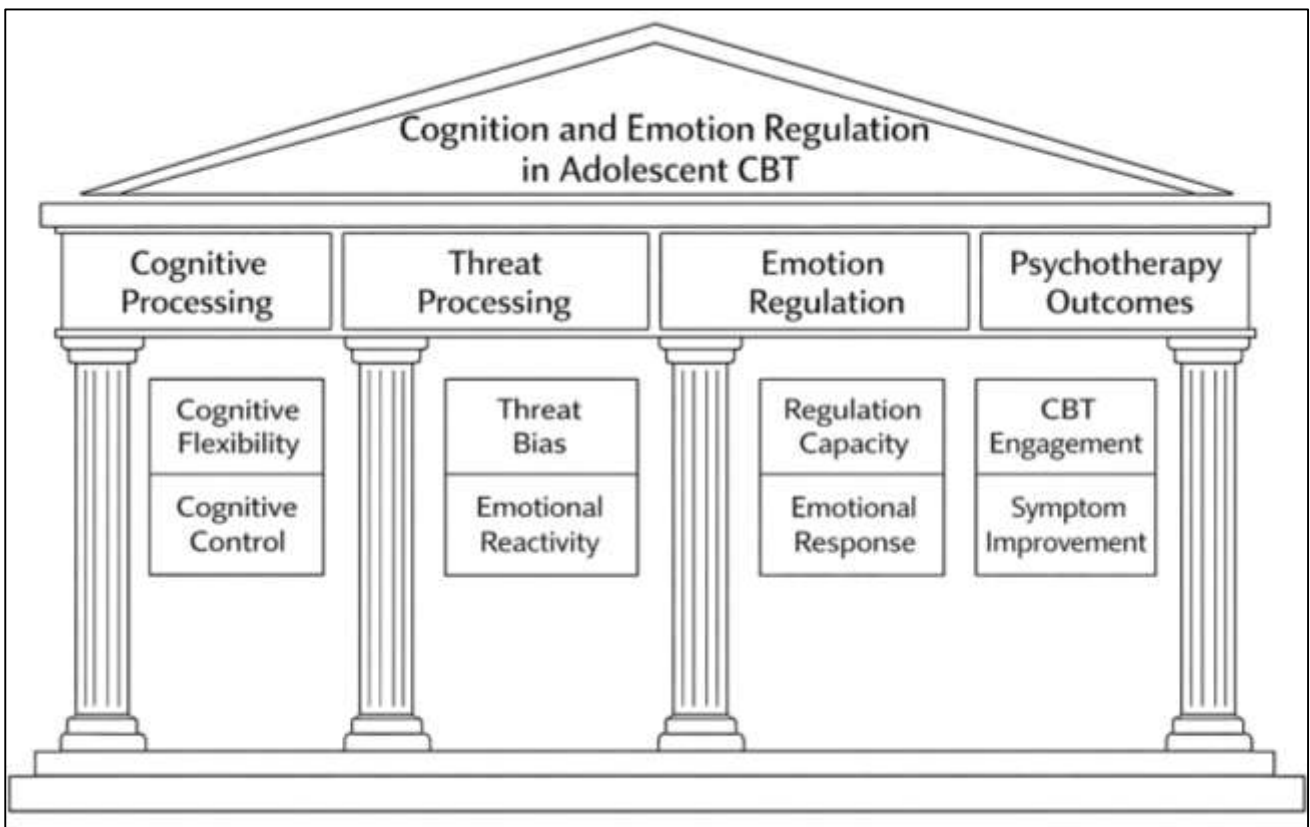 Cognition and Emotion Regulation
in Adolescent CBT
Cognitive
Processing
Threat
Processing
Emotion
Regulation
Psychotherapy
Outcomes
Cognitive
Flexibility
Cognitive
Control
Threat
Bias
Emotional
Reactivity
Regulation
Capacity
Emotional
Response
CBT
Engagement
Symptom
Improvement